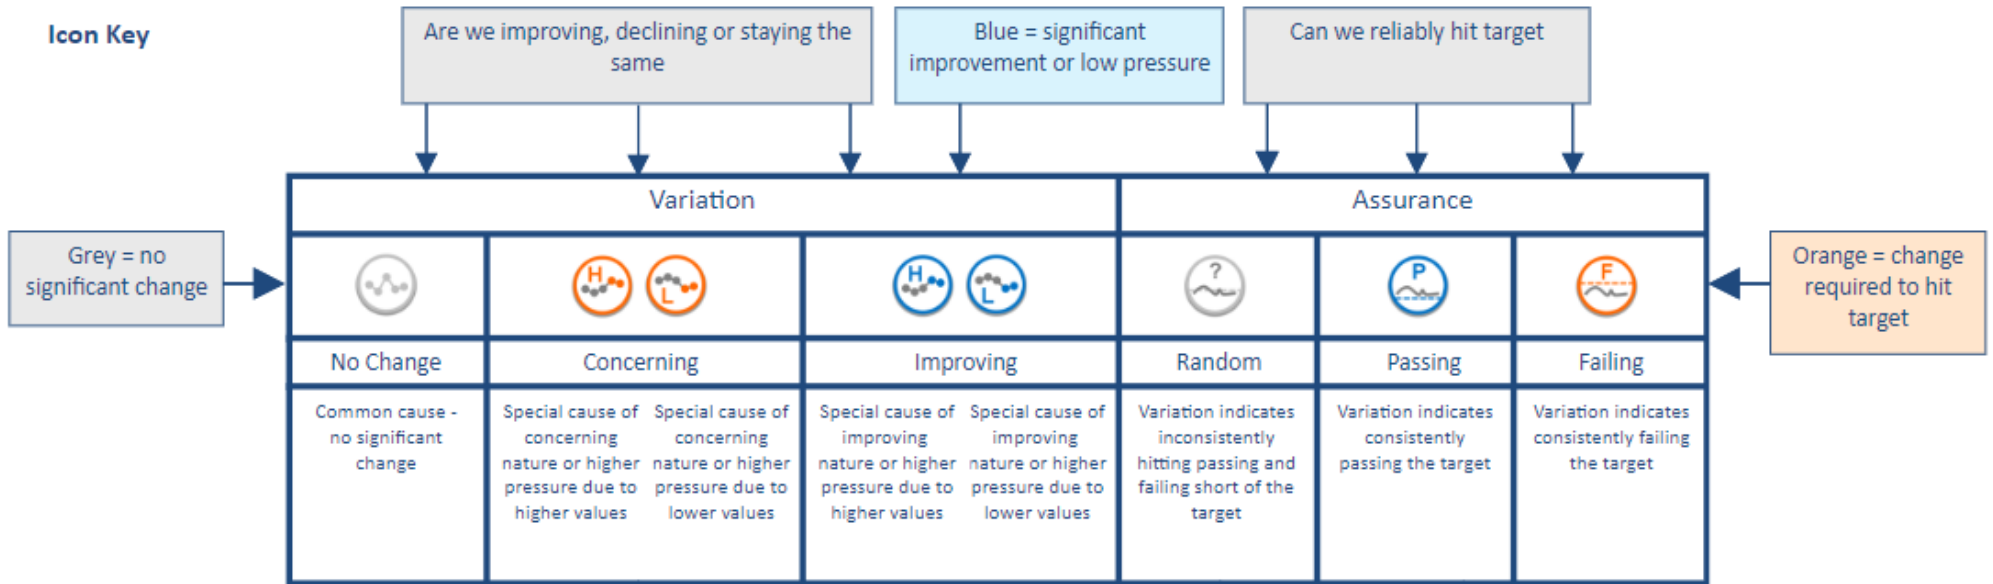 Icon Key
Are we improving, declining or staying the
same
Blue = significant
improvement or low pressure
Can we reliably hit target
Variation
Assurance
Grey = no
significant change
H
L
H
L
?
P
F
Orange = change
required to hit
target
No Change
Concerning
Improving
Random
Passing
Failing
Common cause -
no significant
change
Special cause of
concerning
nature or higher
pressure due to
higher values
Special cause of
concerning
nature or higher
pressure due to
lower values
Special cause of
improving
nature or higher
pressure due to
higher values
Special cause of
improving
nature or higher
pressure due to
lower values
Variation indicates
inconsistently
hitting passing and
failing short of the
target
Variation indicates
consistently
passing the target
Variation indicates
consistently failing
the target